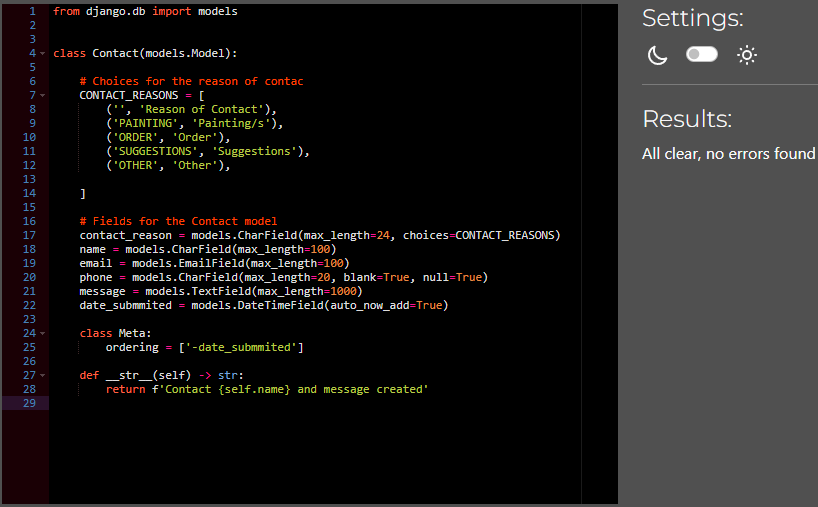 1 from django.db import models
2
3
4 class Contact(models.Model):
5
6     # Choices for the reason of contac
7     CONTACT_REASONS = [
8         ('', 'Reason of Contact'),
9         ('PAINTING', 'Painting/s'),
10         ('ORDER', 'Order'),
11         ('SUGGESTIONS', 'Suggestions'),
12         ('OTHER', 'Other'),
13
14     ]
15
16     # Fields for the Contact model
17     contact_reason = models.CharField(max_length=24, choices=CONTACT_REASONS)
18     name = models.CharField(max_length=100)
19     email = models.EmailField(max_length=100)
20     phone = models.CharField(max_length=20, blank=True, null=True)
21     message = models.TextField(max_length=1000)
22     date_submmited = models.DateTimeField(auto_now_add=True)
23
24     class Meta:
25         ordering = ['-date_submmited']
26
27     def __str__(self) -> str:
28         return f'Contact {self.name} and message created'
29
Settings:
Results:
All clear, no errors found